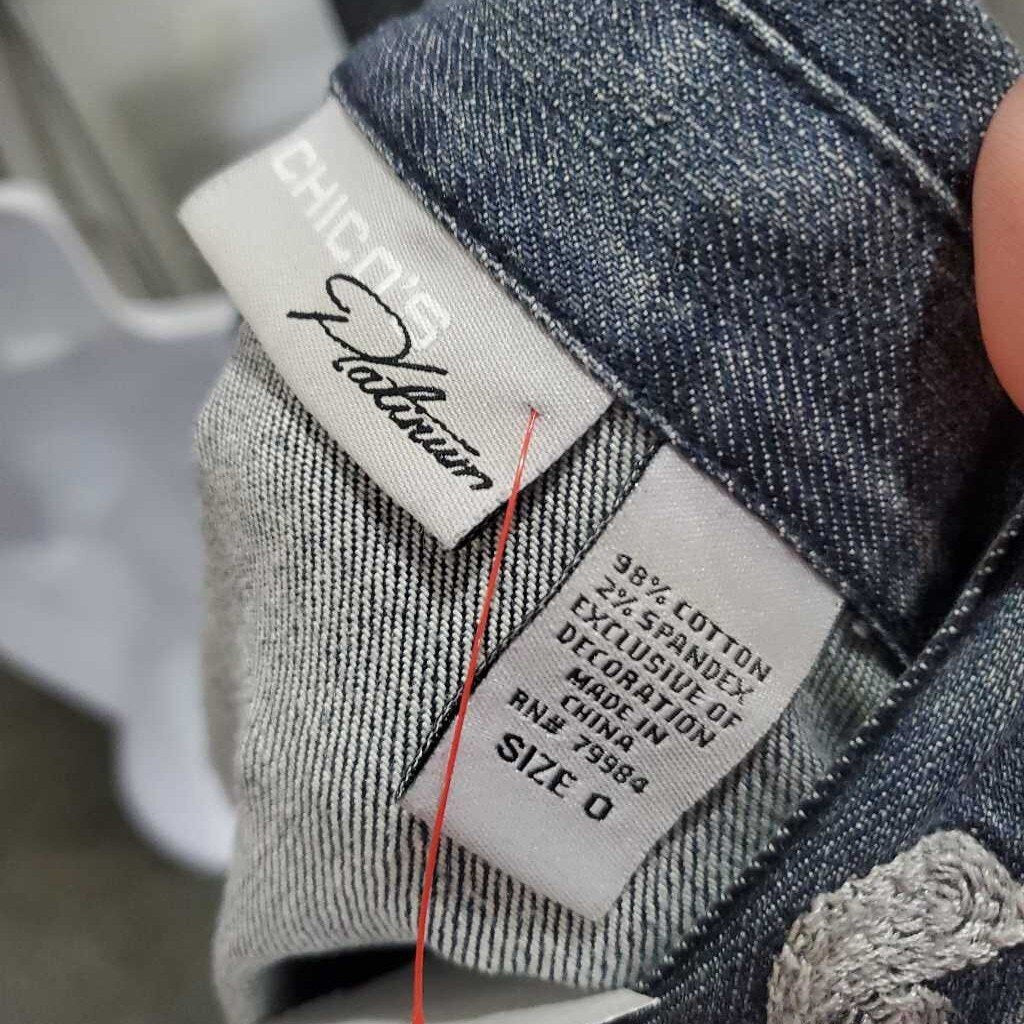 CHICO'S
Platinum
98% COTTON
2% SPANDEX
EXCLUSIVE OF
DECORATION
MADE IN
CHINA
RN# 79984
SIZE 0